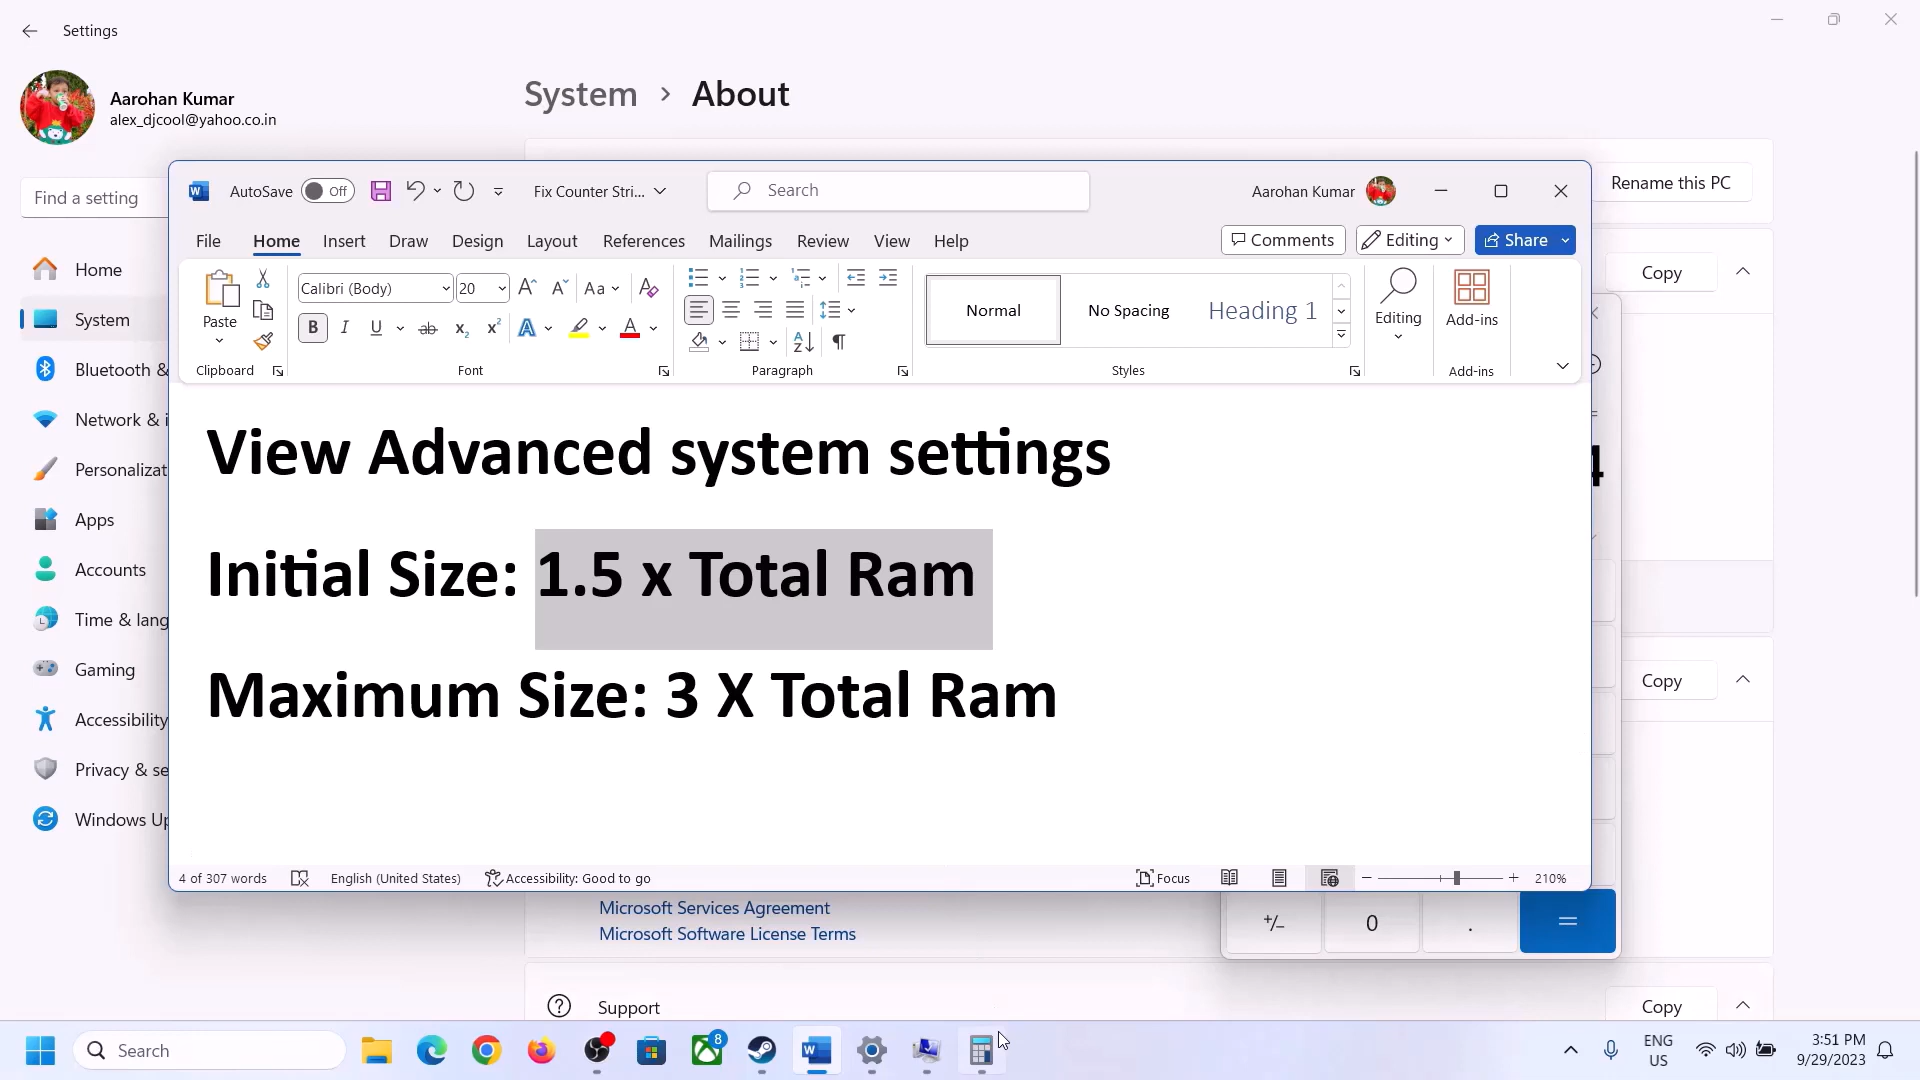 Settings
Aarohan Kumar
alex_djcool@yahoo.co.in
System > About
Rename this PC
Find a setting
AutoSave Off
Fix Counter Stri...
Search
Aarohan Kumar
File Home Insert Draw Design Layout References Mailings Review View Help
Comments Editing Share
Home
System
Bluetooth &
Network & i
Personalizat
Apps
Accounts
Time & lang
Gaming
Accessibility
Privacy & se
Windows Up
Paste
Calibri (Body) 20
Normal
No Spacing
Heading 1
Editing
Add-ins
Clipboard Font Paragraph Styles Add-ins
Copy
View Advanced system settings
Initial Size: 1.5 x Total Ram
Maximum Size: 3 X Total Ram
Copy
4 of 307 words
English (United States)
Accessibility: Good to go
Focus
210%
Microsoft Services Agreement
Microsoft Software License Terms
+/- 0 . =
Support
Copy
Search
8
ENG
US
3:51 PM
9/29/2023